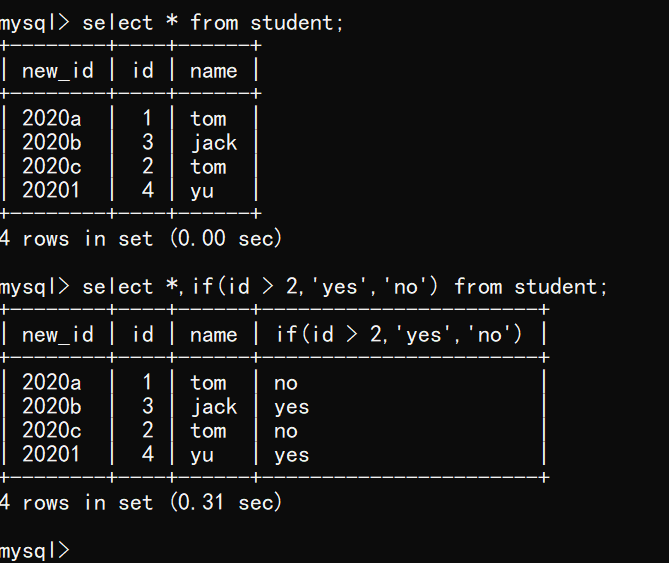 mysql> select * from student;
+--------+----+------+
| new_id | id | name |
+--------+----+------+
| 2020a  |  1 | tom  |
| 2020b  |  3 | jack |
| 2020c  |  2 | tom  |
| 20201  |  4 | yu   |
+--------+----+------+
4 rows in set (0.00 sec)

mysql> select *,if(id > 2,'yes','no') from student;
+--------+----+------+-----------------------+
| new_id | id | name | if(id > 2,'yes','no') |
+--------+----+------+-----------------------+
| 2020a  |  1 | tom  | no                    |
| 2020b  |  3 | jack | yes                   |
| 2020c  |  2 | tom  | no                    |
| 20201  |  4 | yu   | yes                   |
+--------+----+------+-----------------------+
4 rows in set (0.31 sec)

mysql>